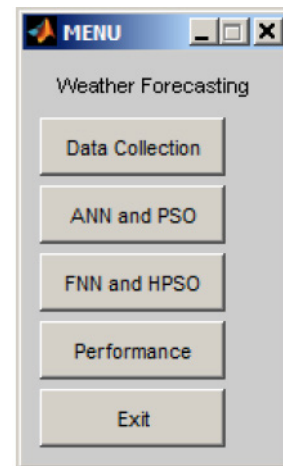 MENU
Weather Forecasting
Data Collection
ANN and PSO
FNN and HPSO
Performance
Exit